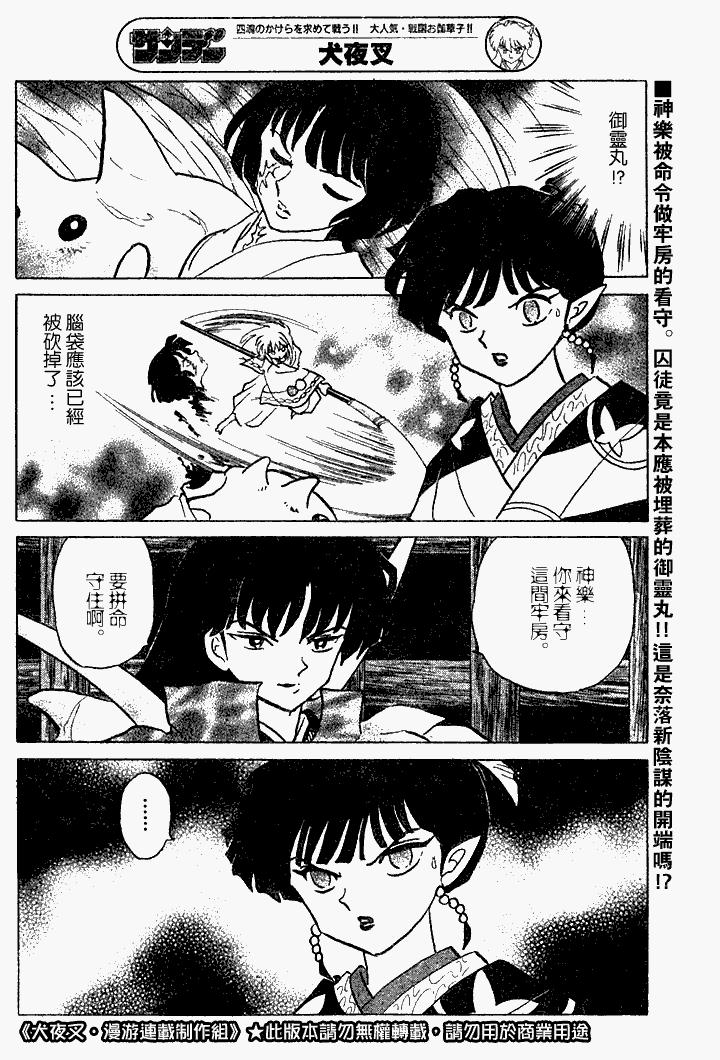 サンデー
四魂のかけらを求めて戦う!! 大人気・戦国お伽草子!!
犬夜叉
■神樂被命令做牢房的看守。囚徒竟是本應被埋葬的御靈丸!!這是奈落新陰謀的開端嗎!?
御靈丸!?
腦袋應該已經
被砍掉了…
神樂…
你來看守
這間牢房。
要拼命
守住啊。
……
《犬夜叉・漫游連載制作組》★此版本請勿無權轉載，請勿用於商業用途